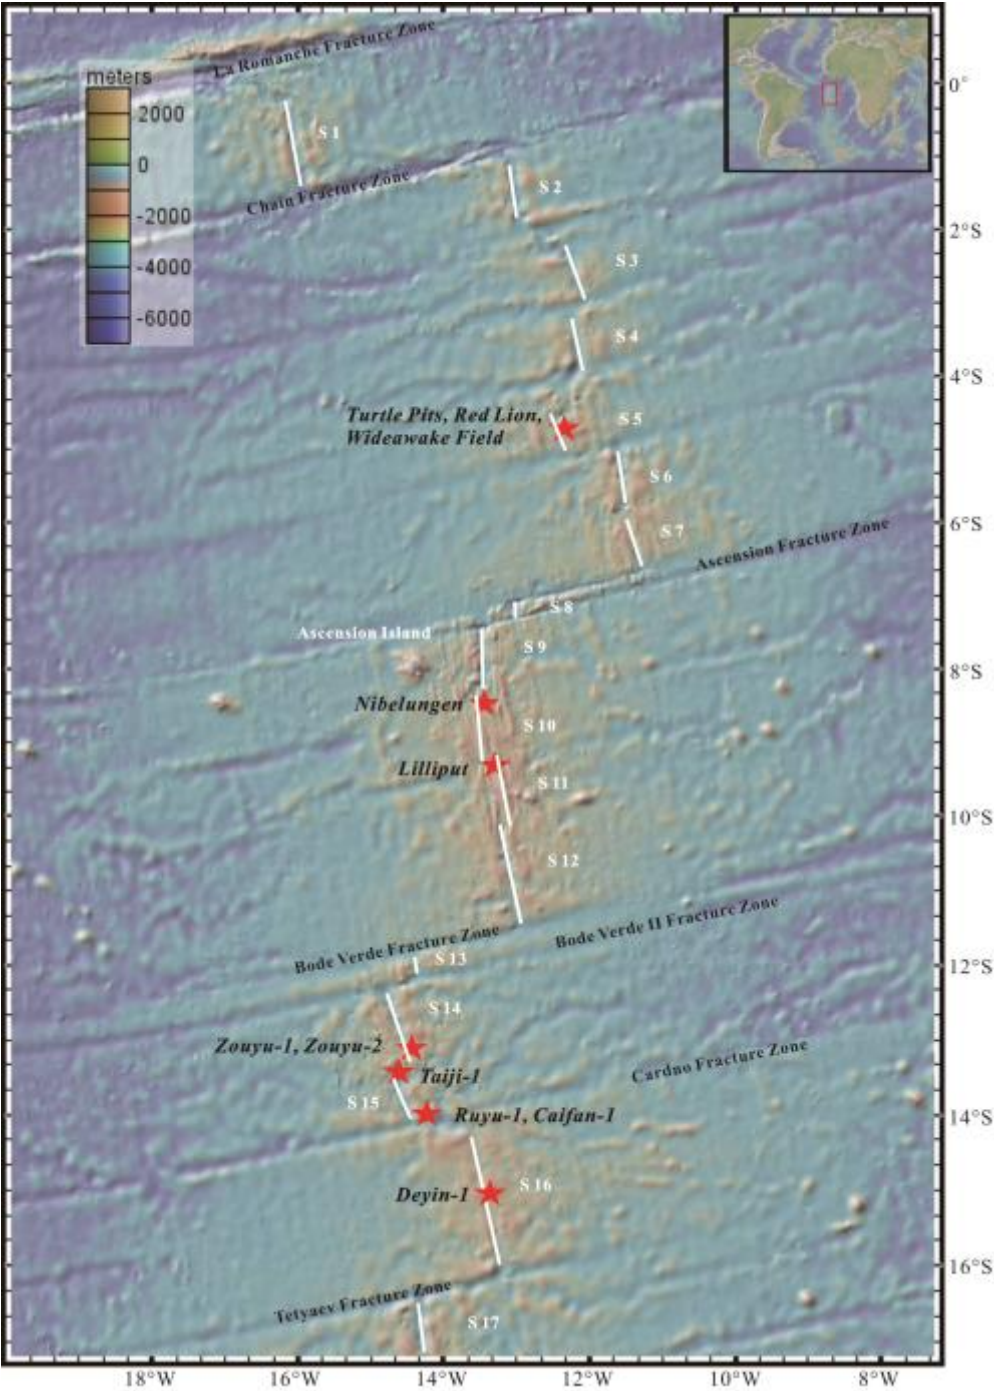 La Romanche Fracture Zone
meters
2000
0
-2000
-4000
-6000
0°
S 1
Chain Fracture Zone
S 2
2°S
S 3
S 4
4°S
Turtle Pits, Red Lion,
Wideawake Field
S 5
S 6
6°S
S 7
Ascension Fracture Zone
S 8
Ascension Island
S 9
8°S
Nibelungen
S 10
Lilliput
S 11
10°S
S 12
Bode Verde Fracture Zone
Bode Verde II Fracture Zone
S 13
12°S
S 14
Zouyu-1, Zouyu-2
Cardno Fracture Zone
Taiji-1
S 15
Ruyu-1, Caifan-1
14°S
Deyin-1
S 16
16°S
Tetyaev Fracture Zone
S 17
18°W
16°W
14°W
12°W
10°W
8°W